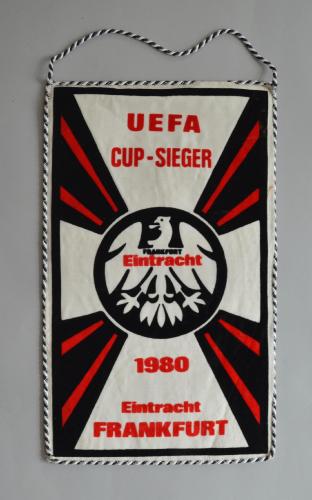 UEFA
CUP-SIEGER
FRANKFURT
Eintracht
1980
Eintracht
FRANKFURT